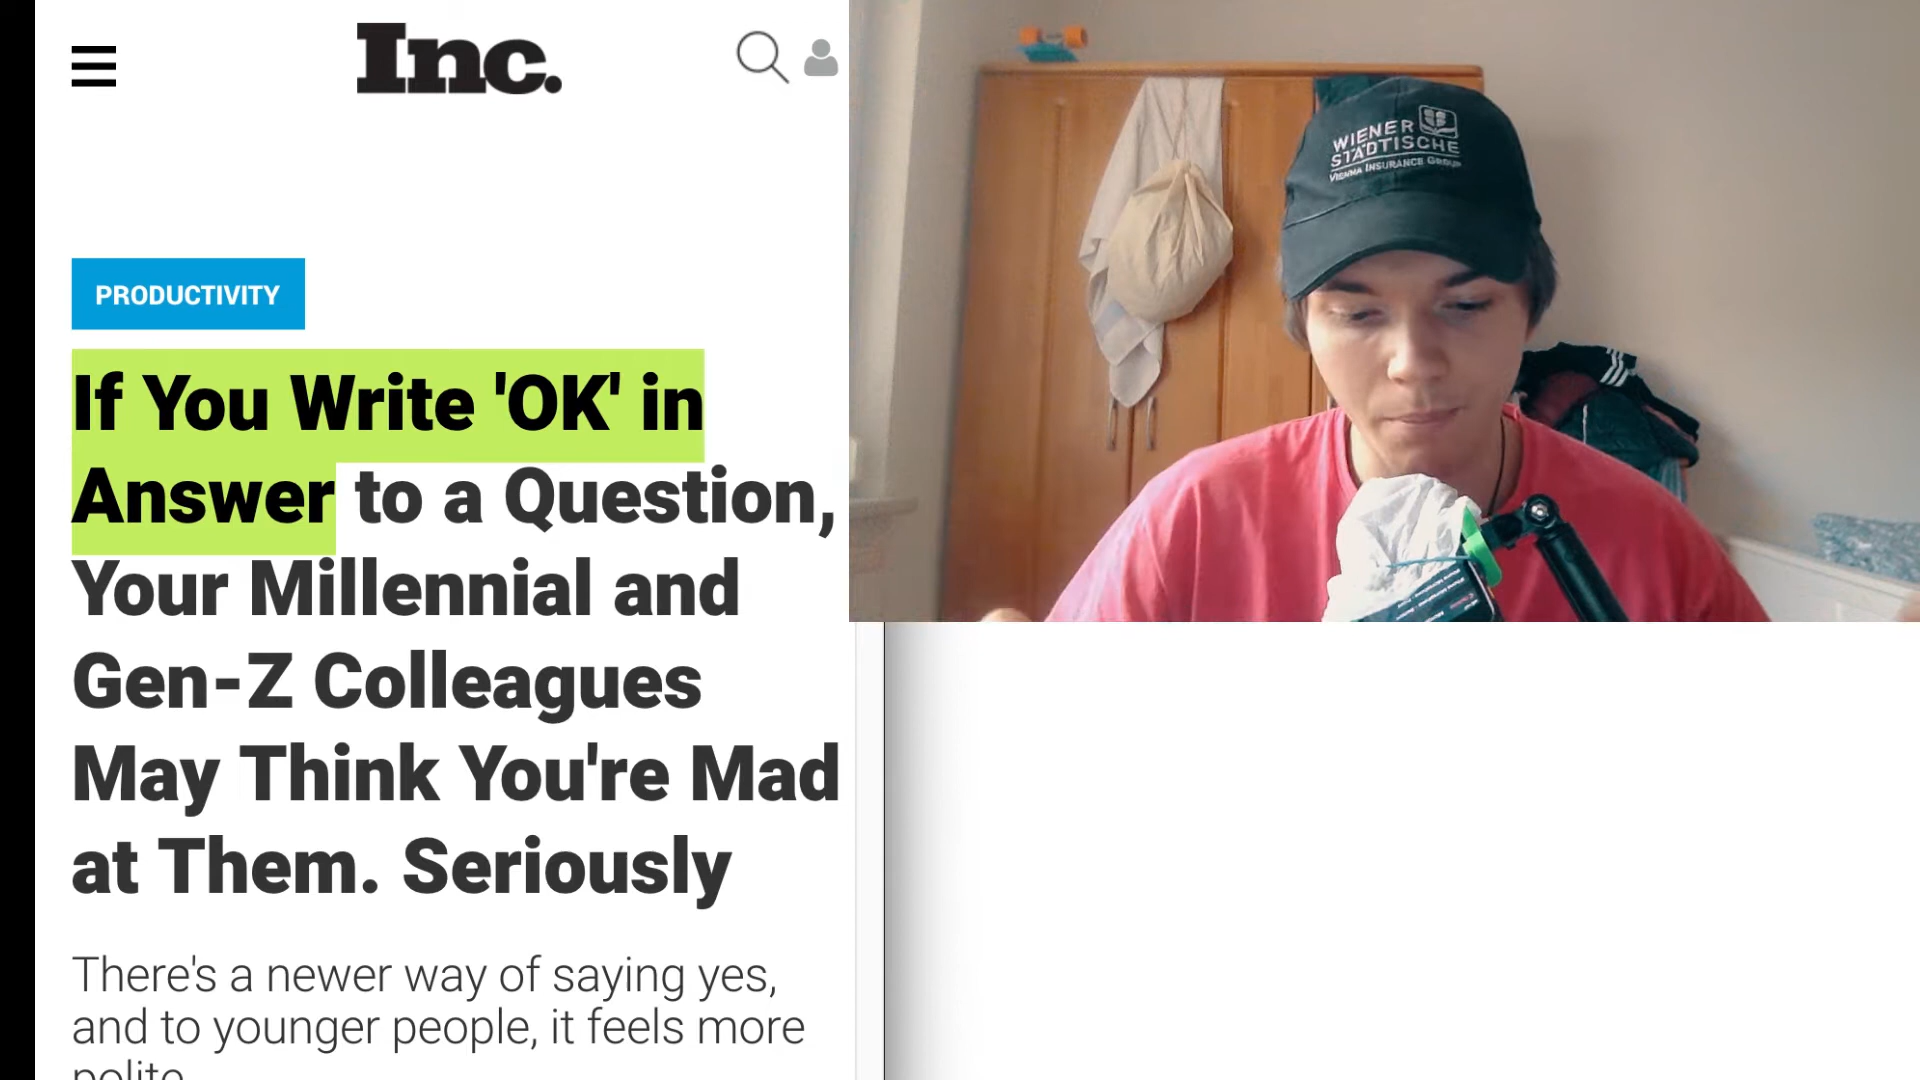 Inc.
PRODUCTIVITY
If You Write 'OK' in
Answer to a Question,
Your Millennial and
Gen-Z Colleagues
May Think You're Mad
at Them. Seriously
There's a newer way of saying yes,
and to younger people, it feels more
polite
WIENER
STÄDTISCHE
VIENNA INSURANCE GROUP